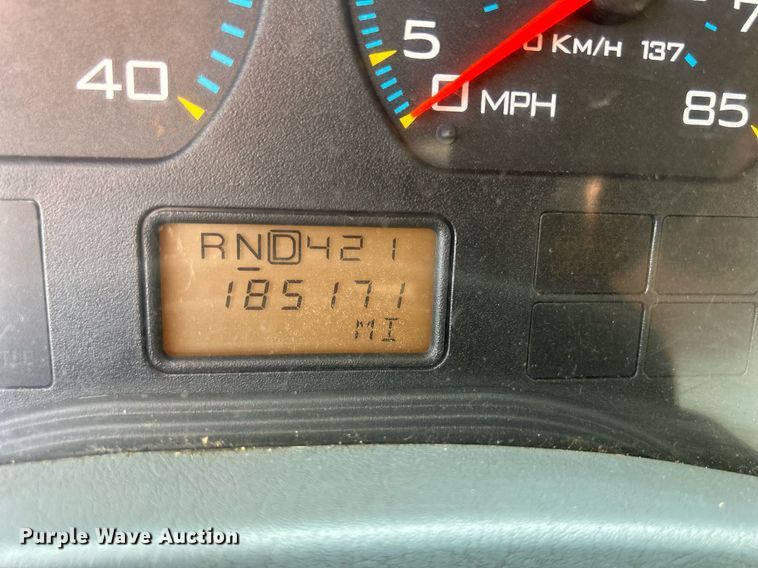 40
5
0 KM/H 137
0 MPH
85
RND421
185171
MI
Purple Wave Auction